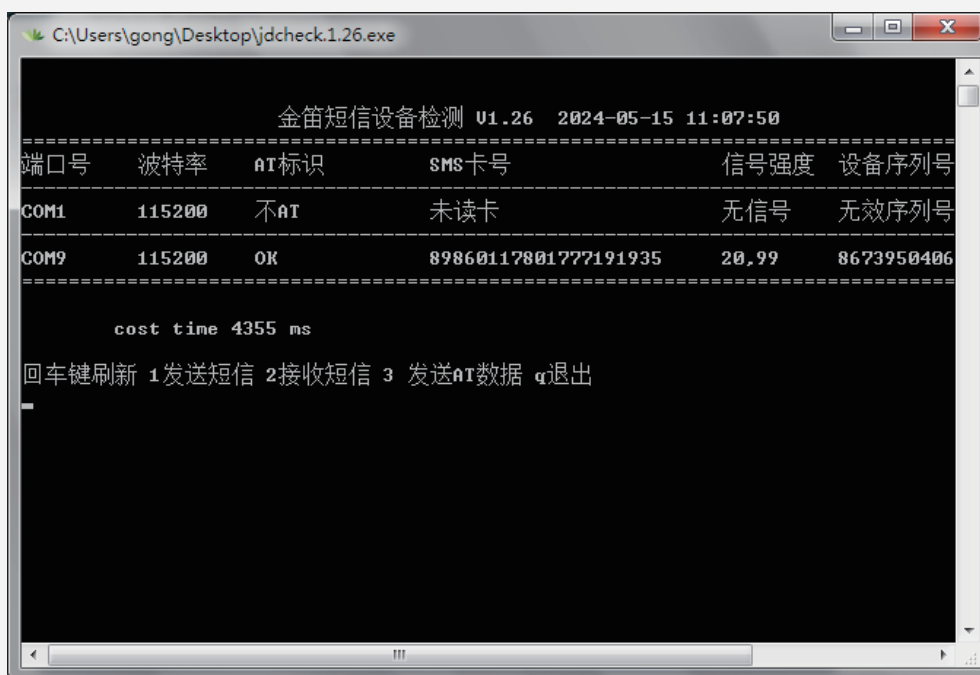 C:\Users\gong\Desktop\jdcheck.1.26.exe
金笛短信设备检测 V1.26 2024-05-15 11:07:50
端口号 波特率 AT标识 SMS卡号 信号强度 设备序列号
COM1 115200 不AT 未读卡 无信号 无效序列号
COM9 115200 OK 89860117801777191935 20,99 8673950406
cost time 4355 ms
回车键刷新 1发送短信 2接收短信 3 发送AT数据 q退出